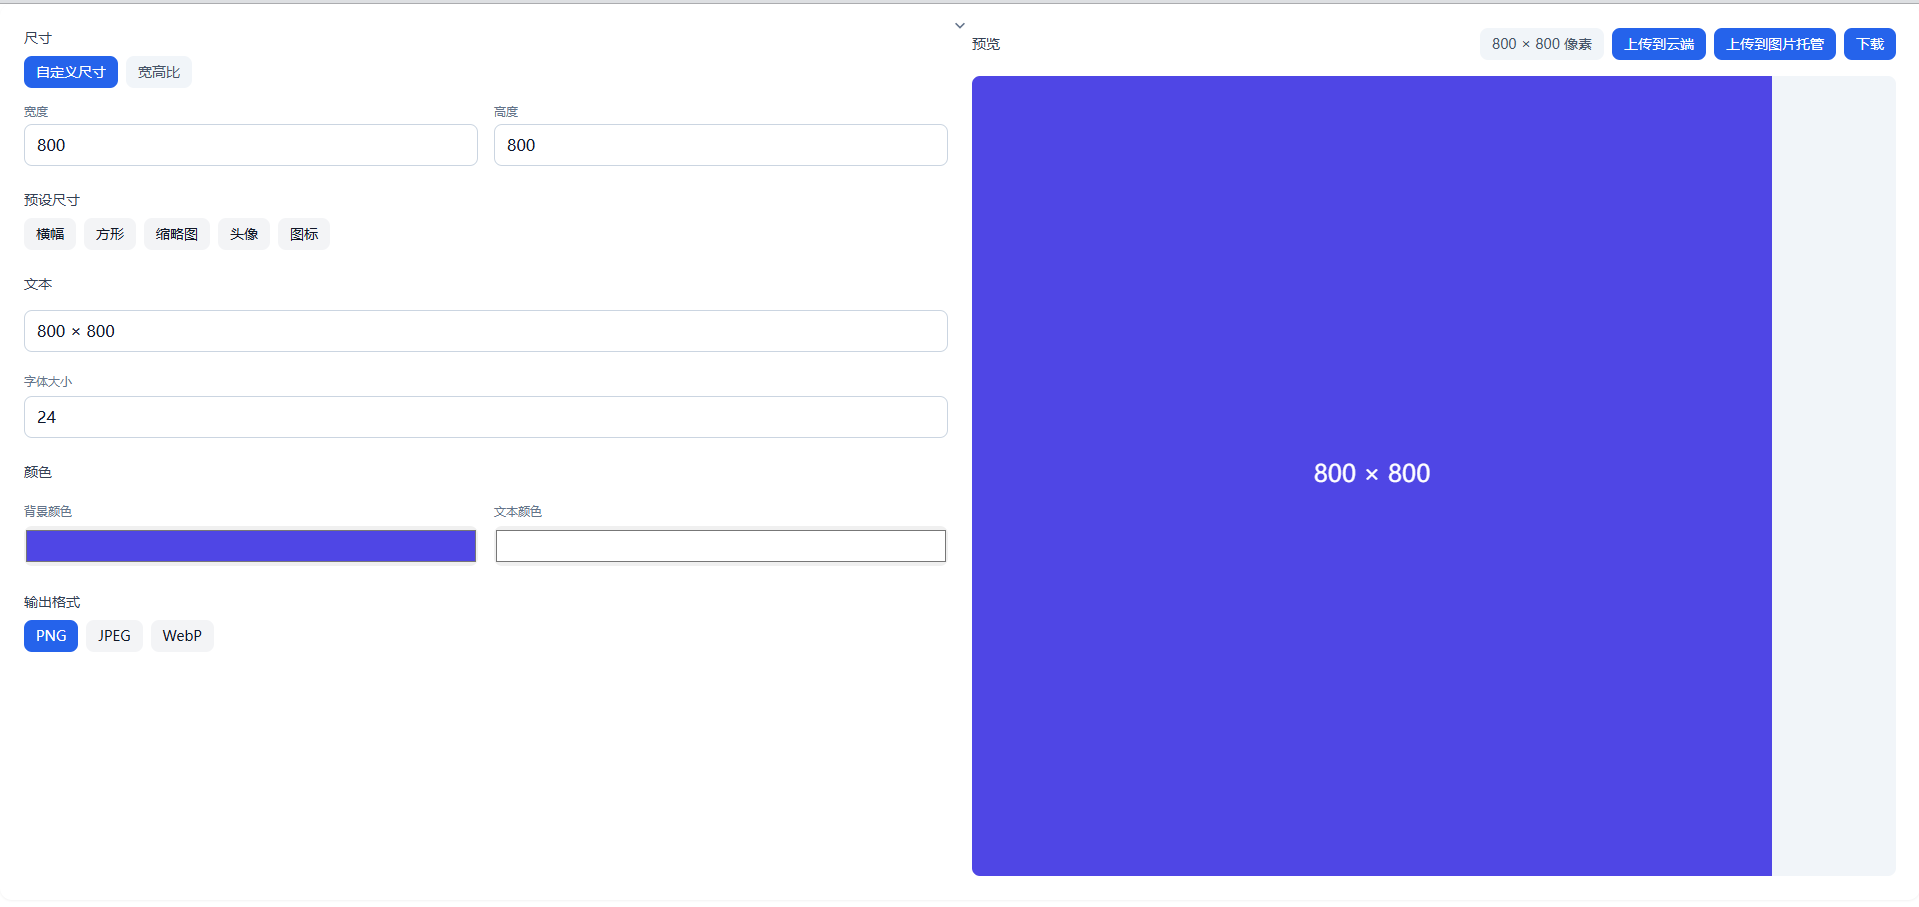 尺寸
自定义尺寸 宽高比
宽度 高度
800 800
预设尺寸
横幅 方形 缩略图 头像 图标
文本
800 × 800
字体大小
24
颜色
背景颜色 文本颜色
输出格式
PNG JPEG WebP
预览 800 × 800 像素 上传到云端 上传到图片托管 下载
800 × 800